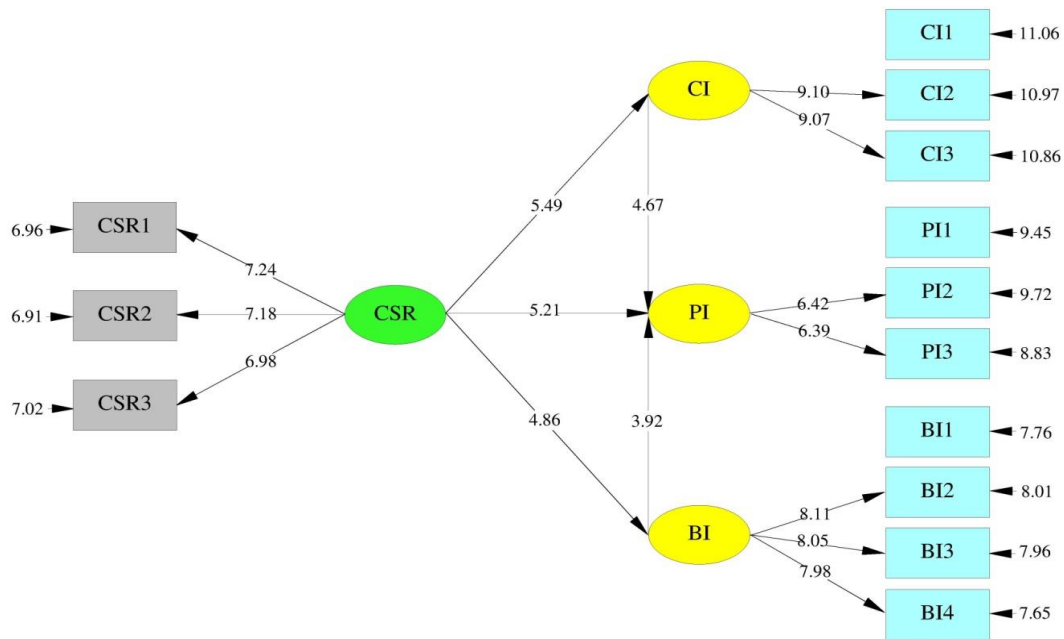 CI1
11.06
CI
9.10
CI2
10.97
9.07
CI3
10.86
5.49
4.67
6.96
CSR1
7.24
PI1
9.45
6.91
CSR2
7.18
CSR
5.21
PI
6.42
PI2
9.72
6.39
PI3
8.83
6.98
7.02
CSR3
4.86
3.92
BI1
7.76
BI
8.11
BI2
8.01
8.05
BI3
7.96
7.98
BI4
7.65